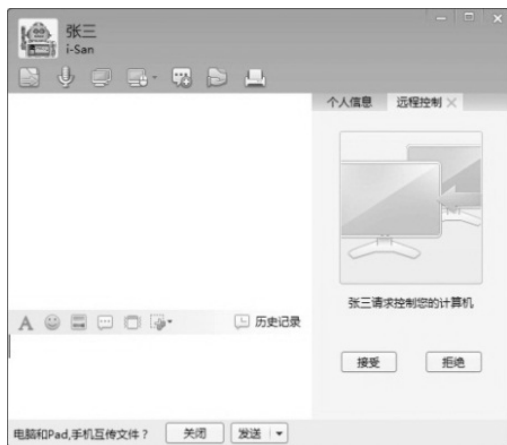 张三
i-San
个人信息
远程控制
张三请求控制您的计算机
接受
拒绝
A
历史记录
电脑和Pad,手机互传文件？
关闭
发送